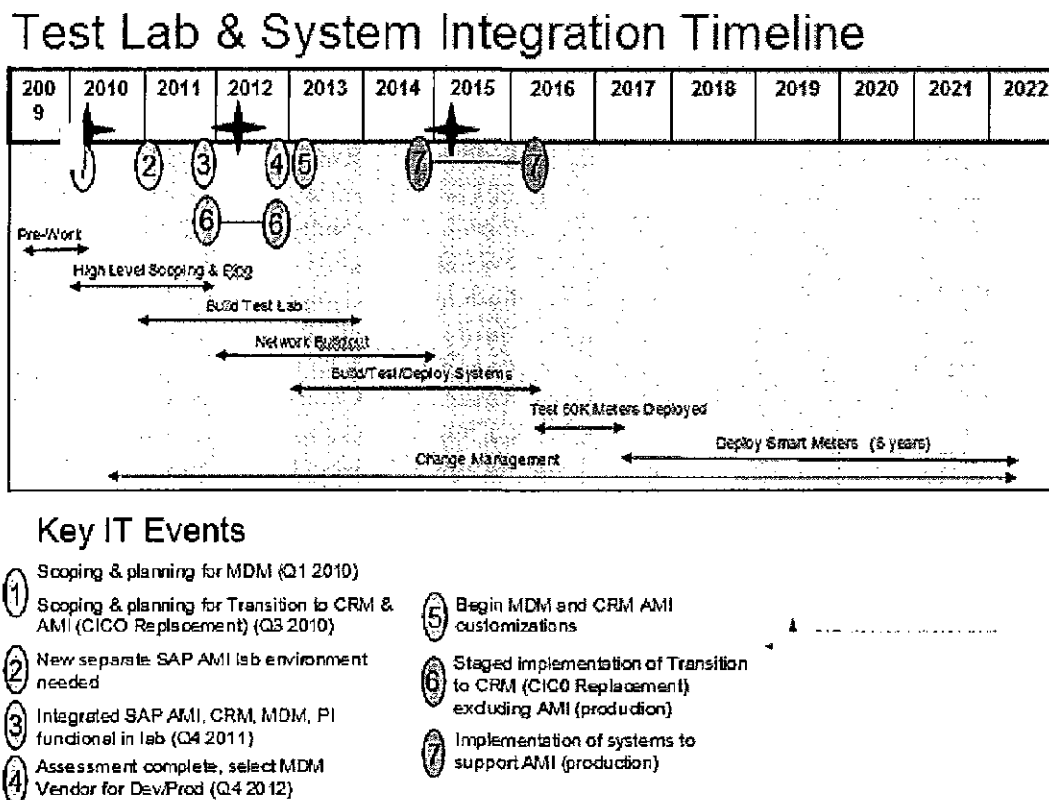 Test Lab & System Integration Timeline
200 2010 2011 2012 2013 2014 2015 2016 2017 2018 2019 2020 2021 2022
9
2 3 4 5 7 7
6 6
Pre-Work
High Level Scoping &
Build Test Lab
Network Buildout
Build/Test/Deploy Systems
Test 50K Meters Deployed
Deploy Smart Meters (6 years)
Change Management
Key IT Events
1 Scoping & planning for MDM (Q1 2010)
Scoping & planning for Transition to CRM &
AMI (CICO Replacement) (Q3 2010)
2 New separate SAP AMI lab environment
needed
3 Integrated SAP AMI, CRM, MDM, PI
functional in lab (Q4 2011)
4 Assessment complete, select MDM
Vendor for Dev/Prod (Q4 2012)
5 Begin MDM and CRM AMI
customizations
6 Staged implementation of Transition
to CRM (CICO Replacement)
excluding AMI (production)
7 Implementation of systems to
support AMI (production)